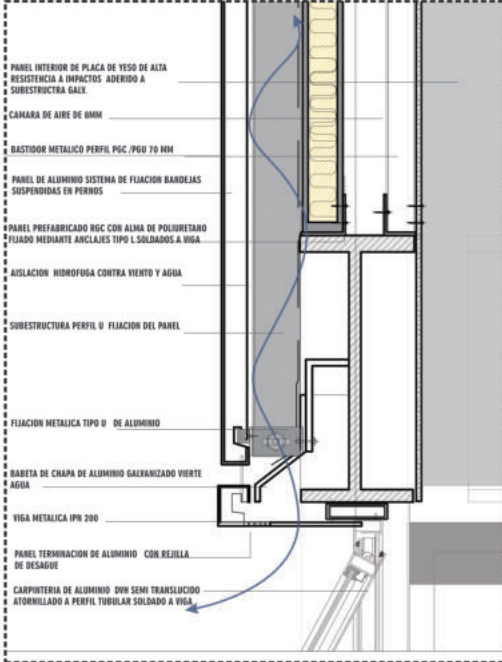 PANEL INTERIOR DE PLACA DE YESO DE ALTA
RESISTENCIA A IMPACTOS ADERIDO A
SUBESTRUCTRA GALV.
CAMARA DE AIRE DE 8MM
BASTIDOR METALICO PERFIL PGC /PGU 70 MM
PANEL DE ALUMINIO SISTEMA DE FIJACION BANDEJAS
SUSPENDIDAS EN PERNOS
PANEL PREFABRICADO RGC CON ALMA DE POLIURETANO
FIJADO MEDIANTE ANCLAJES TIPO L SOLDADOS A VIGA
AISLACION HIDROFUGA CONTRA VIENTO Y AGUA
SUBESTRUCTURA PERFIL U FIJACION DEL PANEL
FIJACION METALICA TIPO U DE ALUMINIO
BABETA DE CHAPA DE ALUMINIO GALVANIZADO VIERTE
AGUA
VIGA METALICA IPN 200
PANEL TERMINACION DE ALUMINIO CON REJILLA
DE DESAGUE
CARPINTERIA DE ALUMINIO DVH SEMI TRANSLUCIDO
ATORNILLADO A PERFIL TUBULAR SOLDADO A VIGA